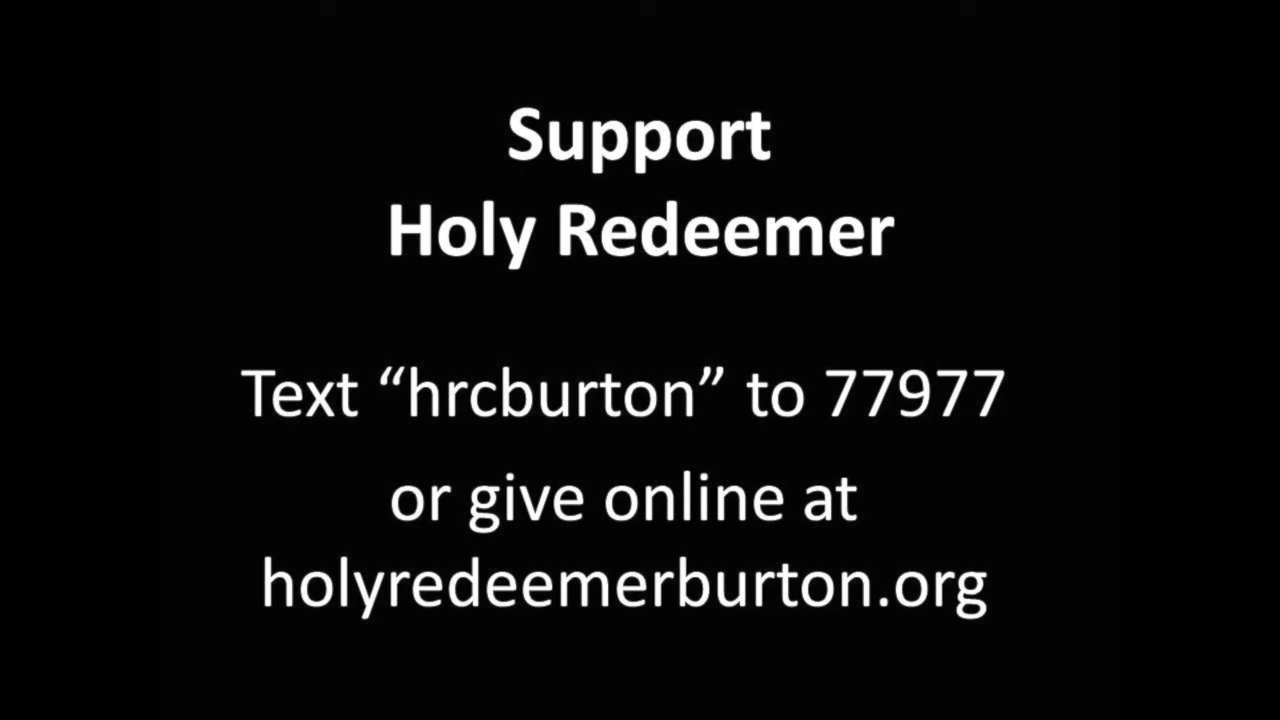 Support
Holy Redeemer
Text “hrcburton” to 77977
or give online at
holyredeemerburton.org